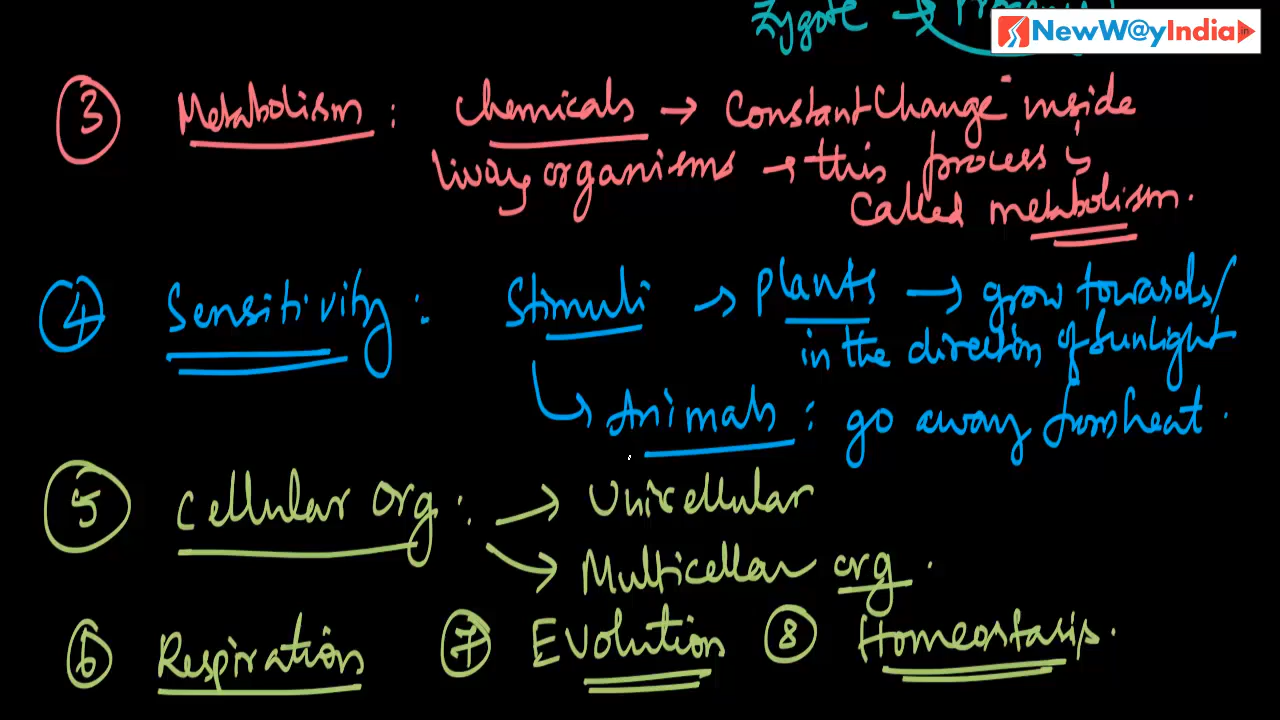 Zygote →
NewW@yIndia.in
③ Metabolism : Chemicals → Constant Change inside
living organisms → this process is
called metabolism.
④ Sensitivity : Stimuli → plants → grow towards/
in the direction of sunlight
↳ Animals : go away from heat.
⑤ Cellular org : → Unicellular
→ Multicellar org.
⑥ Respiration ⑦ Evolution ⑧ Homeostasis.